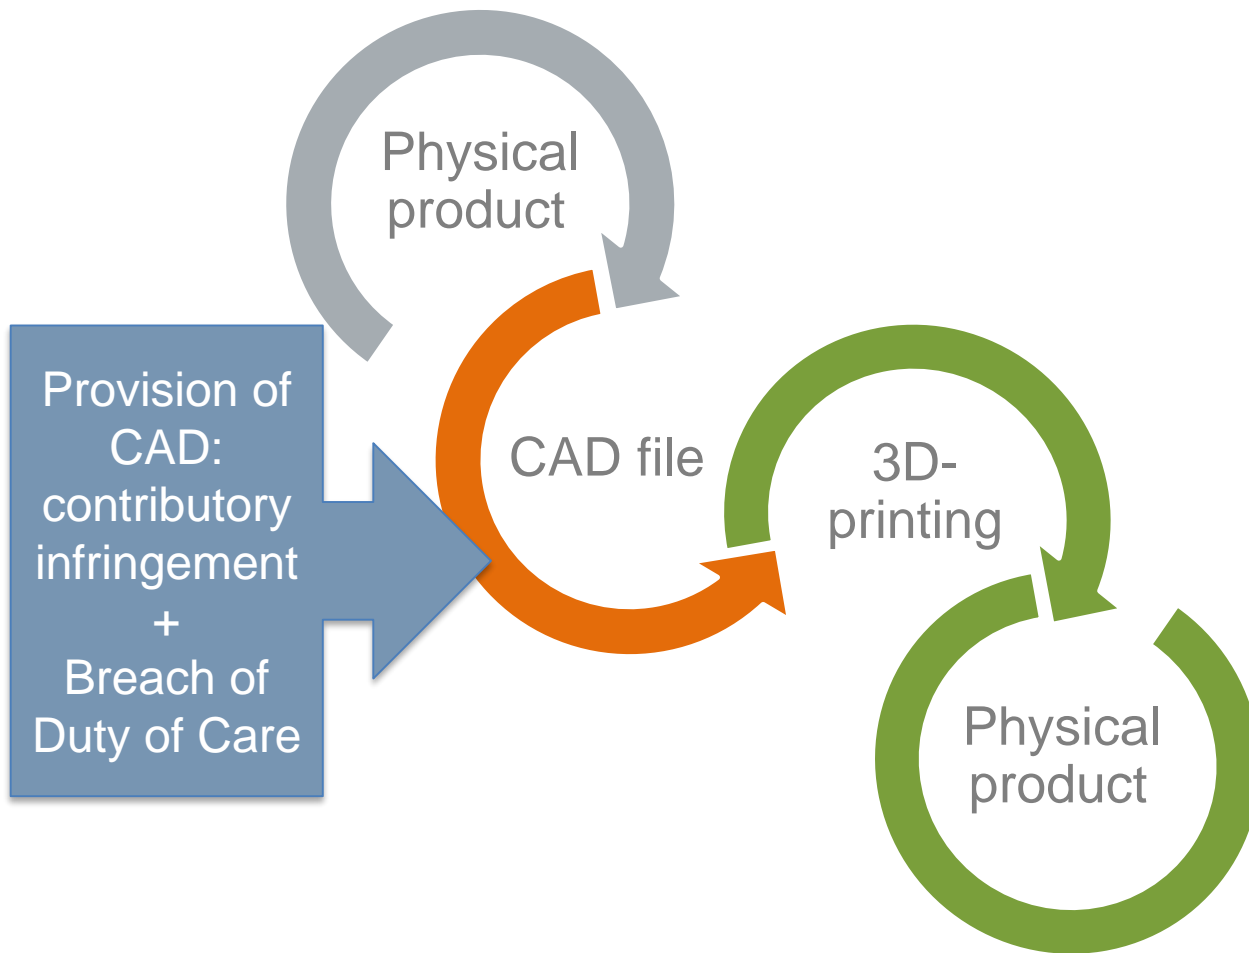 Physical
product
Provision of
CAD:
contributory
infringement
+
Breach of
Duty of Care
CAD file
3D-
printing
Physical
product